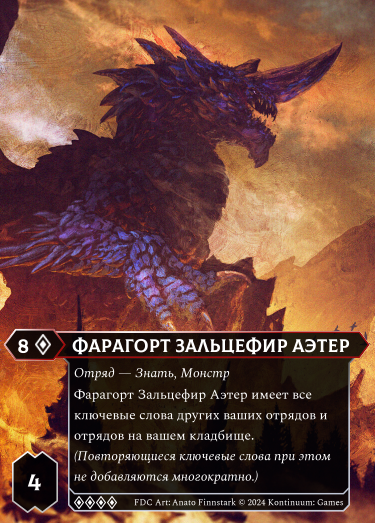 8 ФАРАГОРТ ЗАЛЬЦЕФИР АЭТЕР
Отряд — Знать, Монстр
Фарагорт Зальцефир Аэтер имеет все
ключевые слова других ваших отрядов и
отрядов на вашем кладбище.
(Повторяющиеся ключевые слова при этом
не добавляются многократно.)
4
FDC Art: Anato Finnstark © 2024 Kontinuum: Games